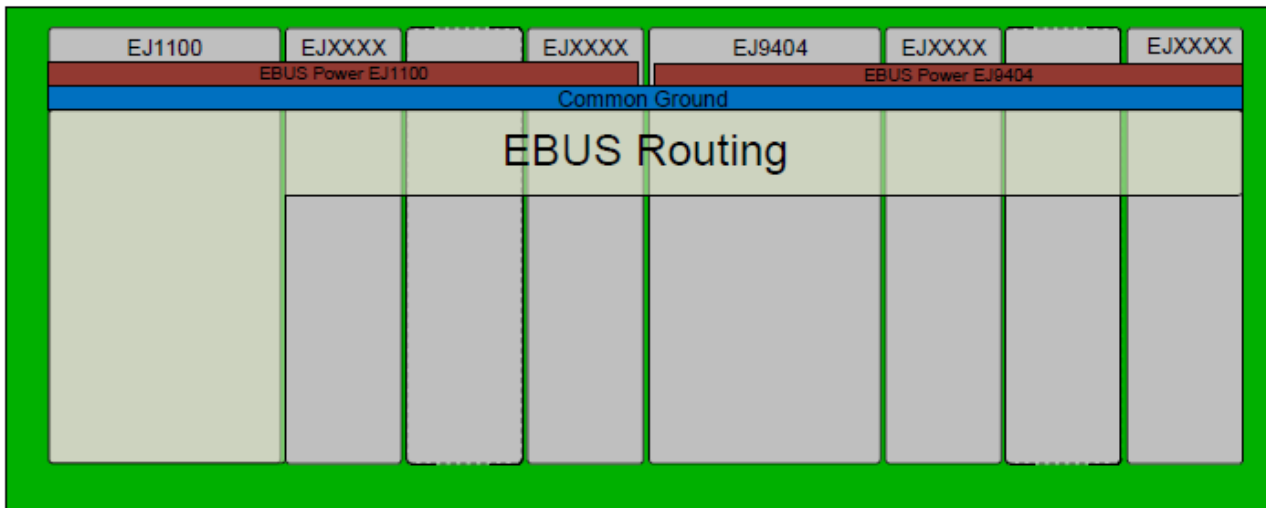 EJ1100 EJXXXX EJXXXX EJ9404 EJXXXX EJXXXX
EBUS Power EJ1100 EBUS Power EJ9404
Common Ground
EBUS Routing